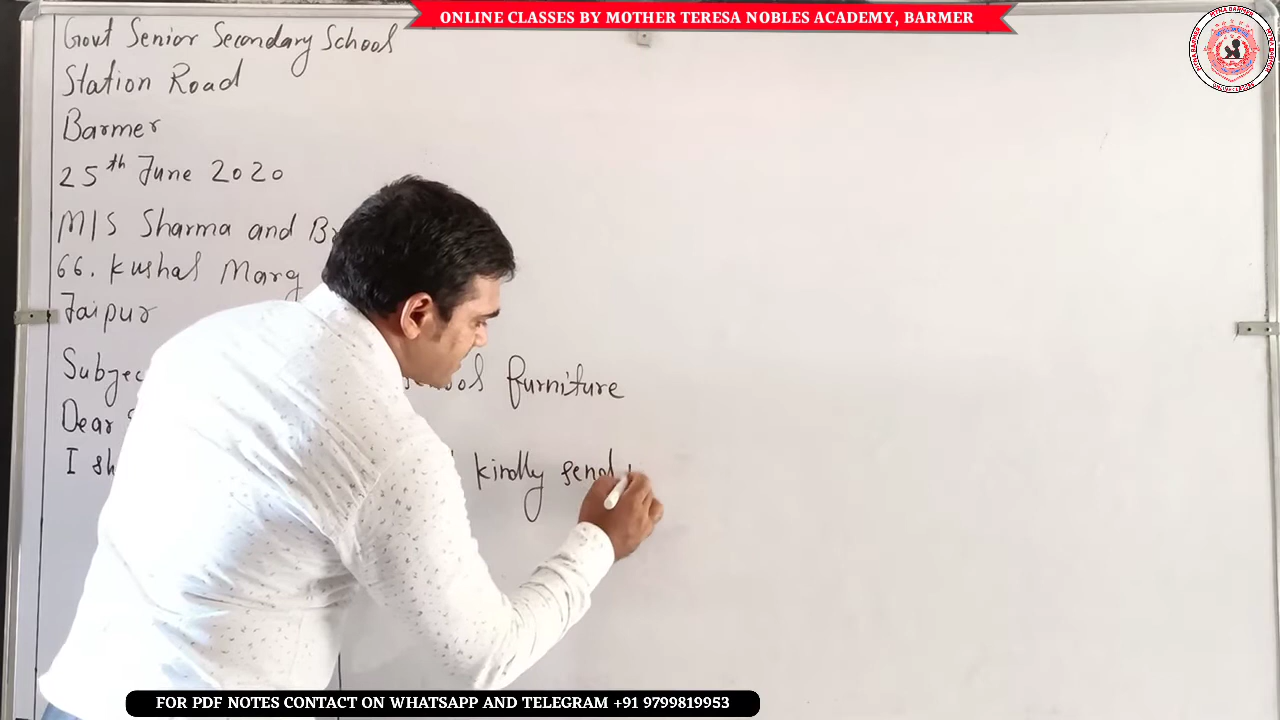 ONLINE CLASSES BY MOTHER TERESA NOBLES ACADEMY, BARMER
Govt Senior Secondary School
Station Road
Barmer
25th June 2020
M/S Sharma and
66. Kushal Marg
Jaipur
furniture
Dear
I kindly send
FOR PDF NOTES CONTACT ON WHATSAPP AND TELEGRAM +91 9799819953